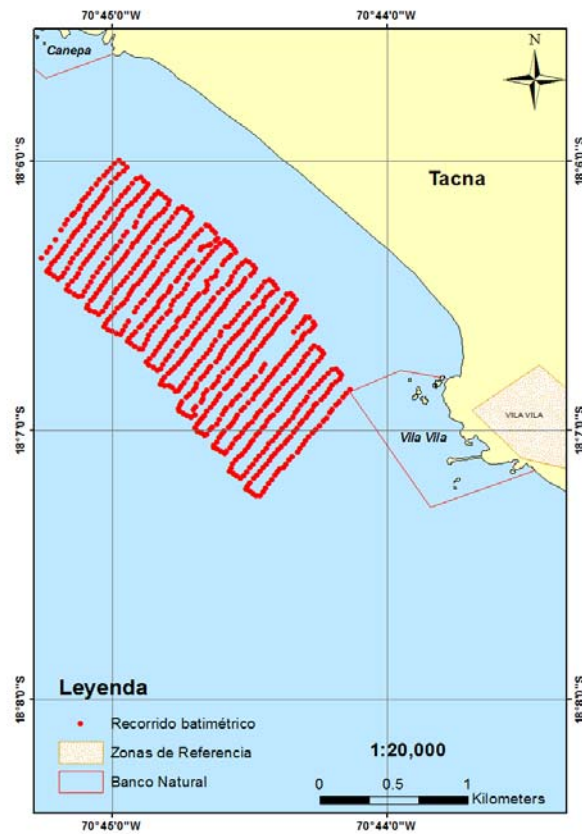 70°45'0"W 70°44'0"W
Canepa
N
18°6'0"S 18°6'0"S
Tacna
VILA VILA
Vila Vila
18°7'0"S 18°7'0"S
Leyenda
Recorrido batimétrico
Zonas de Referencia
Banco Natural
1:20,000
0 0.5 1
Kilometers
18°8'0"S 18°8'0"S
70°45'0"W 70°44'0"W